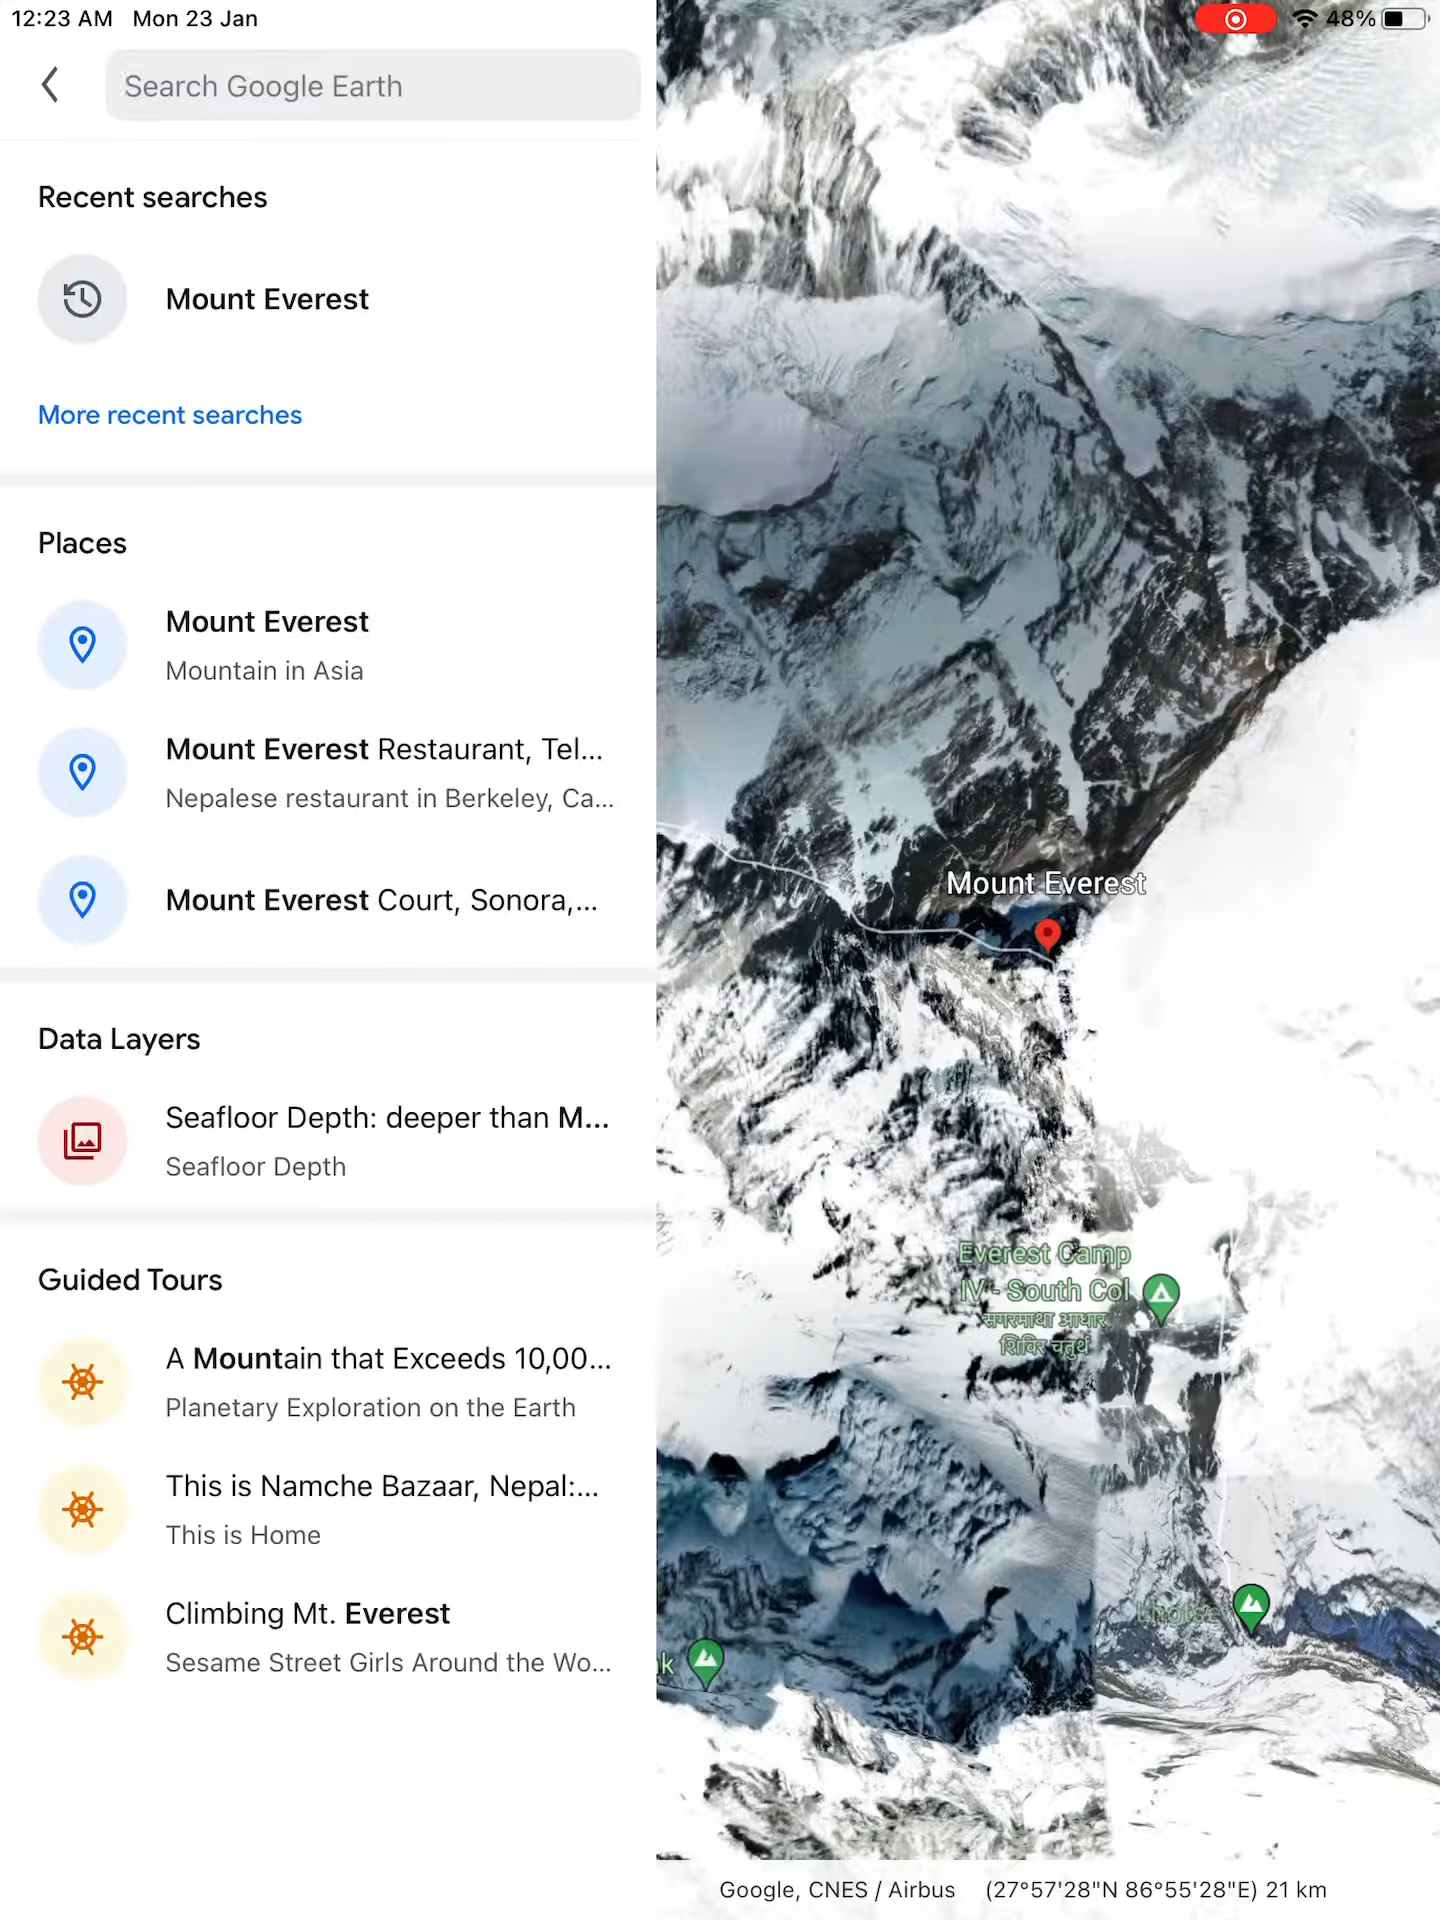 12:23 AM Mon 23 Jan
48%
Search Google Earth
Recent searches
Mount Everest
More recent searches
Places
Mount Everest
Mountain in Asia
Mount Everest Restaurant, Tel...
Nepalese restaurant in Berkeley, Ca...
Mount Everest Court, Sonora,...
Data Layers
Seafloor Depth: deeper than M...
Seafloor Depth
Guided Tours
A Mountain that Exceeds 10,00...
Planetary Exploration on the Earth
This is Namche Bazaar, Nepal:...
This is Home
Climbing Mt. Everest
Sesame Street Girls Around the Wo...
Mount Everest
Everest Camp
IV - South Col
सगरमाथा आधार
शिविर चतुर्थ
Lhotse
k
Google, CNES / Airbus (27°57'28"N 86°55'28"E) 21 km